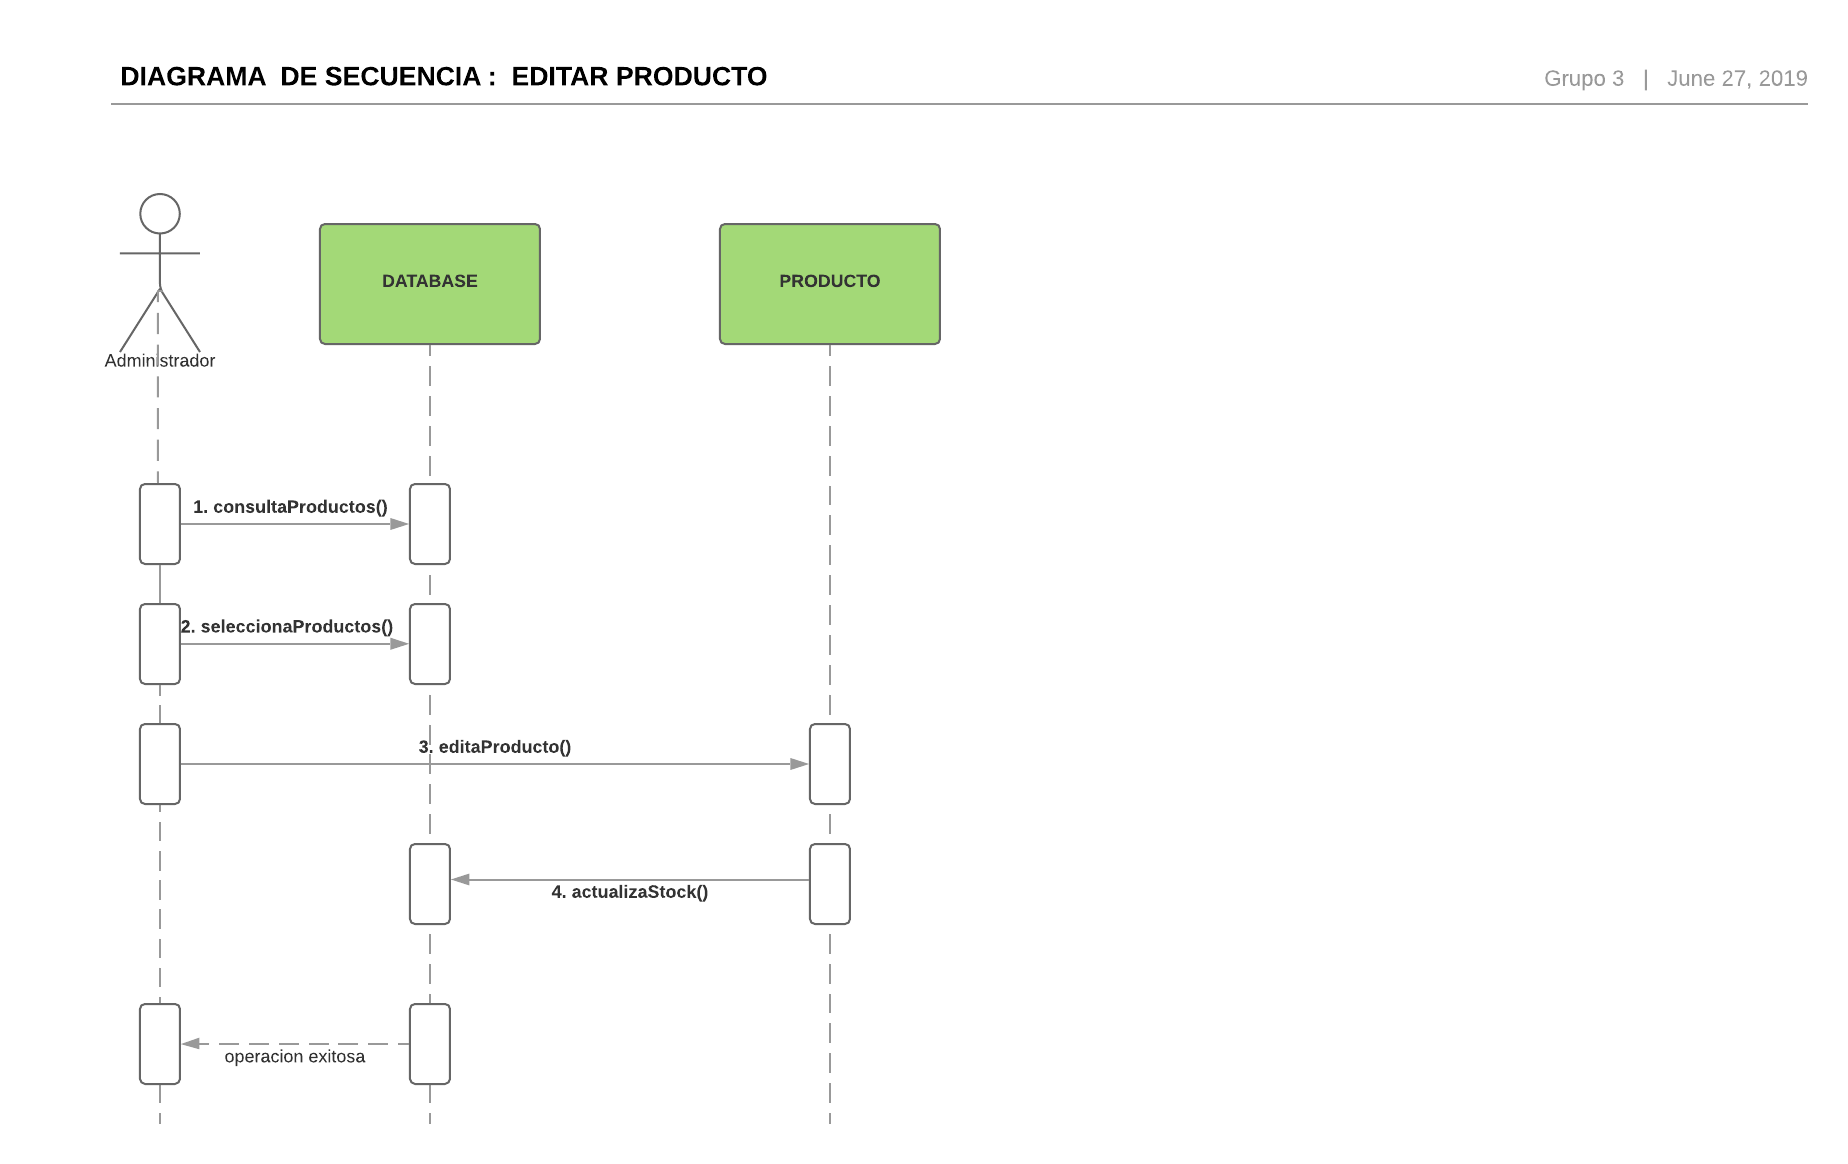 DIAGRAMA DE SECUENCIA : EDITAR PRODUCTO
Grupo 3 | June 27, 2019
DATABASE
PRODUCTO
Administrador
1. consultaProductos()
2. seleccionaProductos()
3. editaProducto()
4. actualizaStock()
operacion exitosa